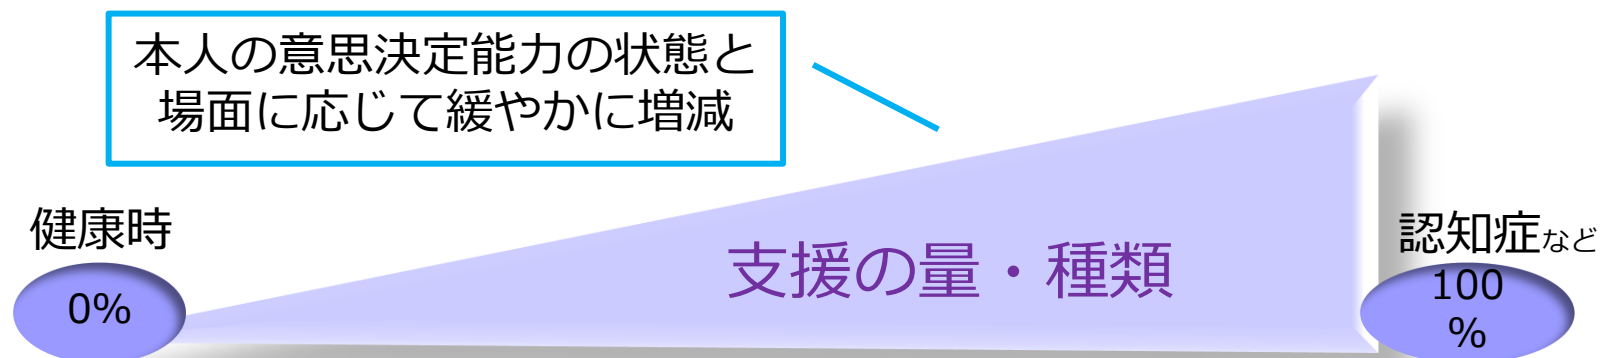 本人の意思決定能力の状態と
場面に応じて緩やかに増減
健康時
0%
支援の量・種類
認知症など
100
%